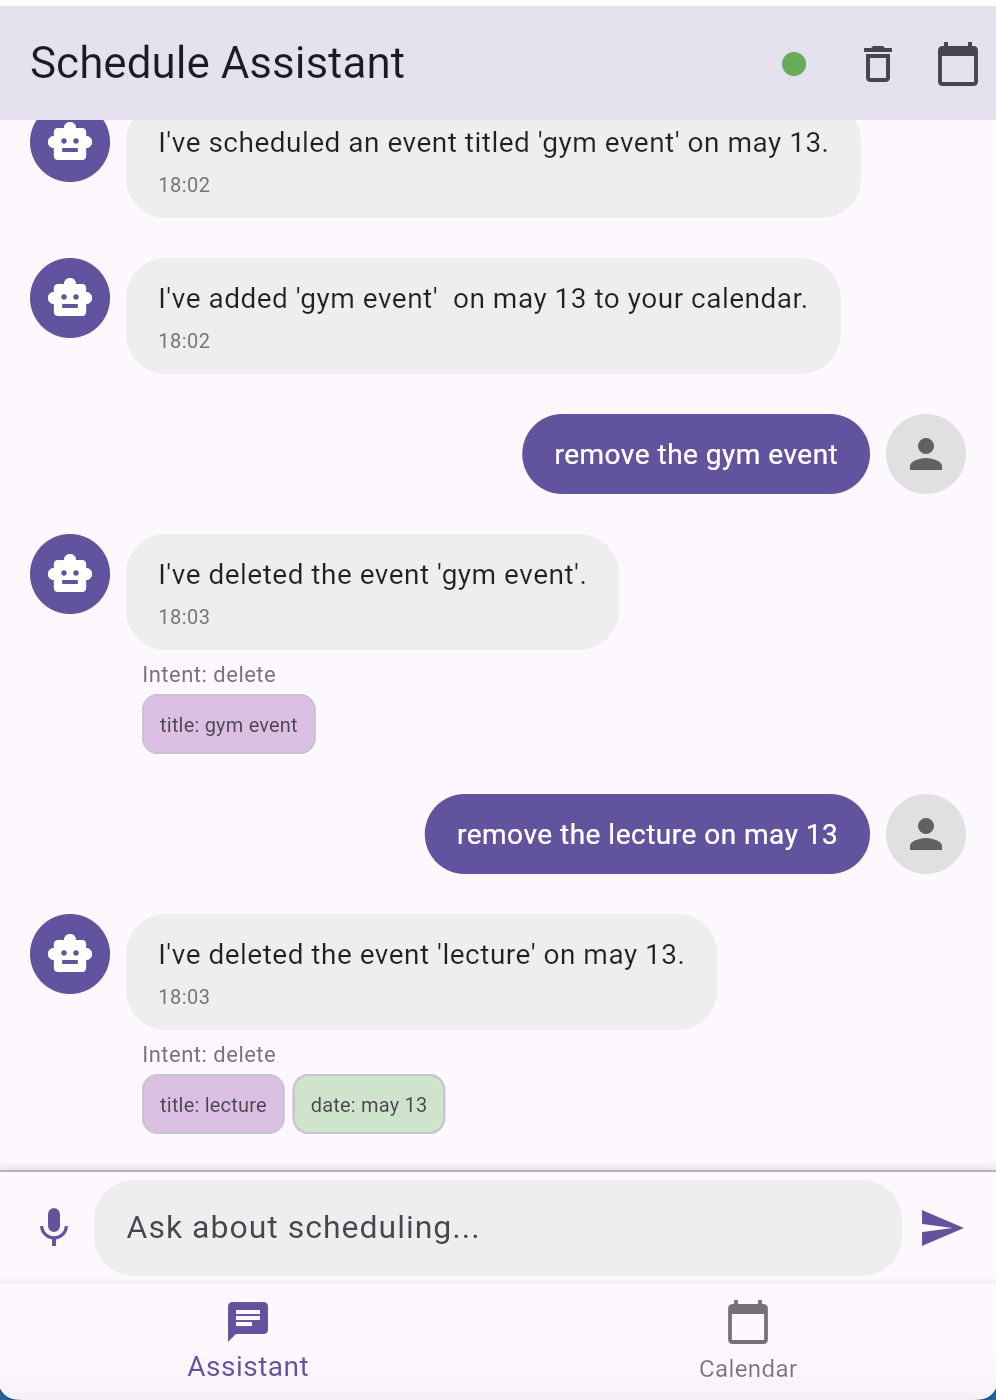 Schedule Assistant
I've scheduled an event titled 'gym event' on may 13.
18:02
I've added 'gym event'  on may 13 to your calendar.
18:02
remove the gym event
I've deleted the event 'gym event'.
18:03
Intent: delete
title: gym event
remove the lecture on may 13
I've deleted the event 'lecture' on may 13.
18:03
Intent: delete
title: lecture date: may 13
Ask about scheduling...
Assistant Calendar